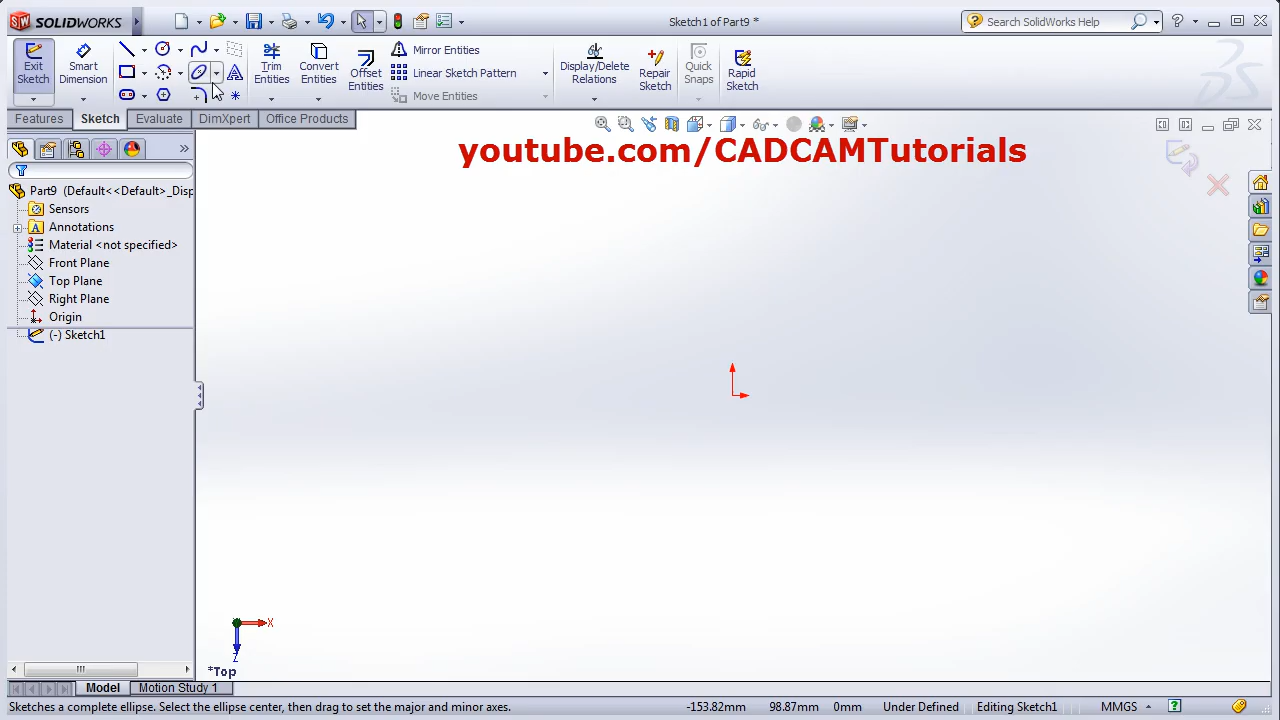 SOLIDWORKS
Sketch1 of Part9 *
Search SolidWorks Help
Exit Sketch
Smart Dimension
Trim Entities
Convert Entities
Offset Entities
Mirror Entities
Linear Sketch Pattern
Move Entities
Display/Delete Relations
Repair Sketch
Quick Snaps
Rapid Sketch
Features
Sketch
Evaluate
DimXpert
Office Products
youtube.com/CADCAMTutorials
Part9 (Default<<Default>_Disp
Sensors
Annotations
Material <not specified>
Front Plane
Top Plane
Right Plane
Origin
(-) Sketch1
X
Z
*Top
Model
Motion Study 1
Sketches a complete ellipse. Select the ellipse center, then drag to set the major and minor axes.
-153.82mm
98.87mm
0mm
Under Defined
Editing Sketch1
MMGS